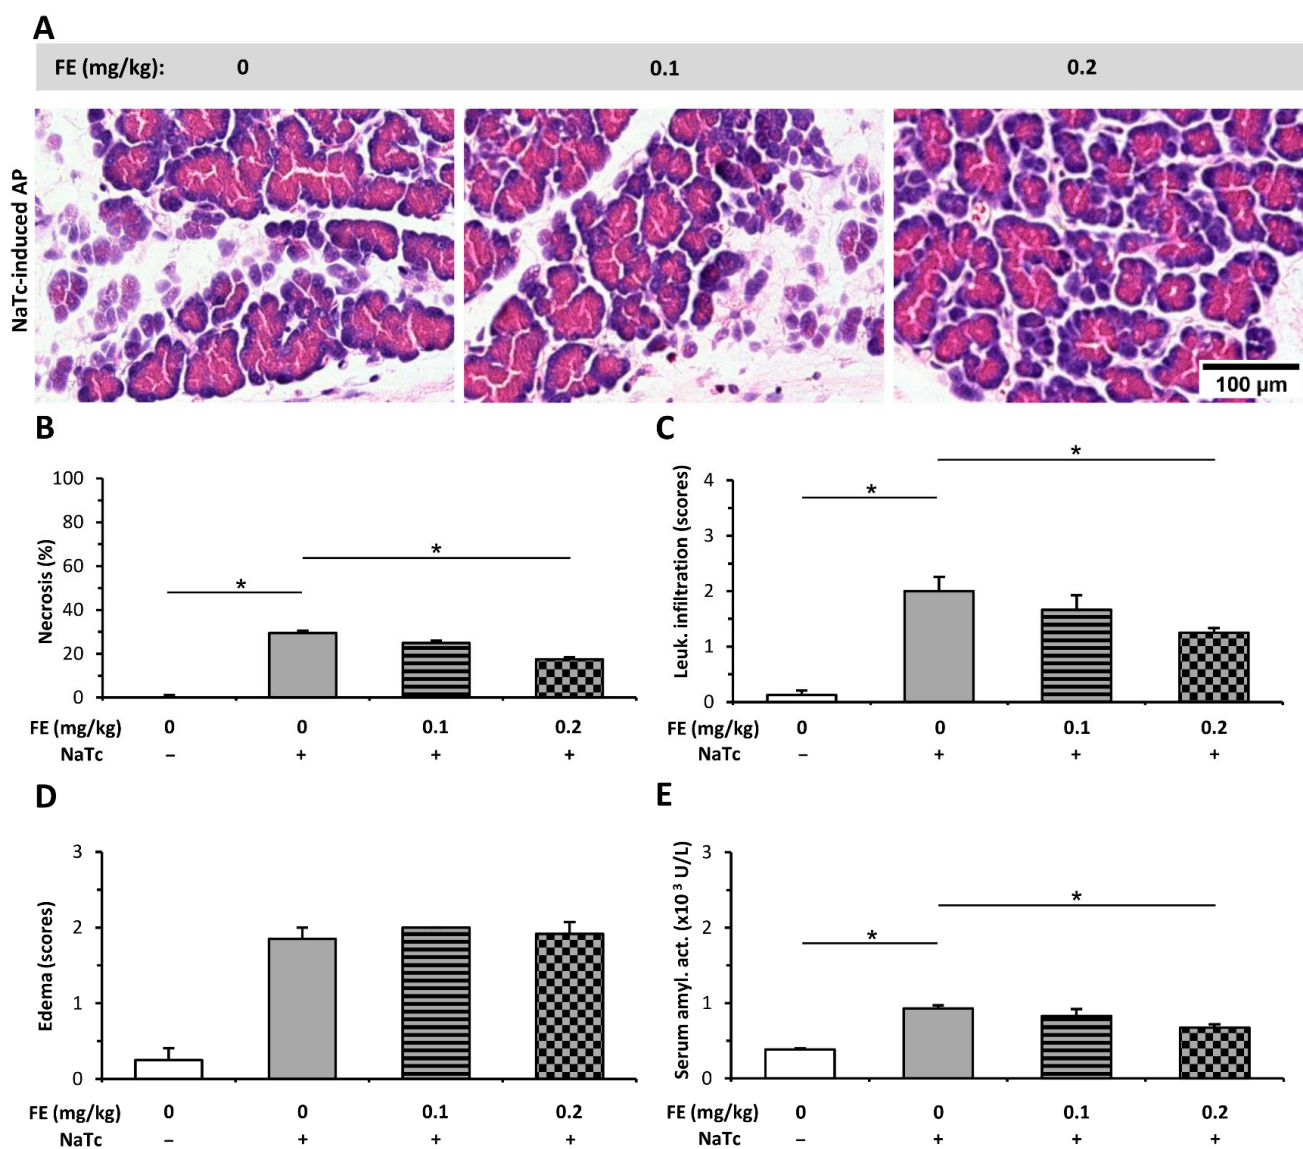 A
FE (mg/kg): 0 0.1 0.2
NaTc-induced AP
100 µm
B
Necrosis (%)
100
80
60
40
20
0
*
*
FE (mg/kg) 0 0 0.1 0.2
NaTc – + + +
C
Leuk. infiltration (scores)
4
3
2
1
0
*
*
FE (mg/kg) 0 0 0.1 0.2
NaTc – + + +
D
Edema (scores)
3
2
1
0
FE (mg/kg) 0 0 0.1 0.2
NaTc – + + +
E
Serum amyl. act. (x10³ U/L)
3
2
1
0
*
*
FE (mg/kg) 0 0 0.1 0.2
NaTc – + + +